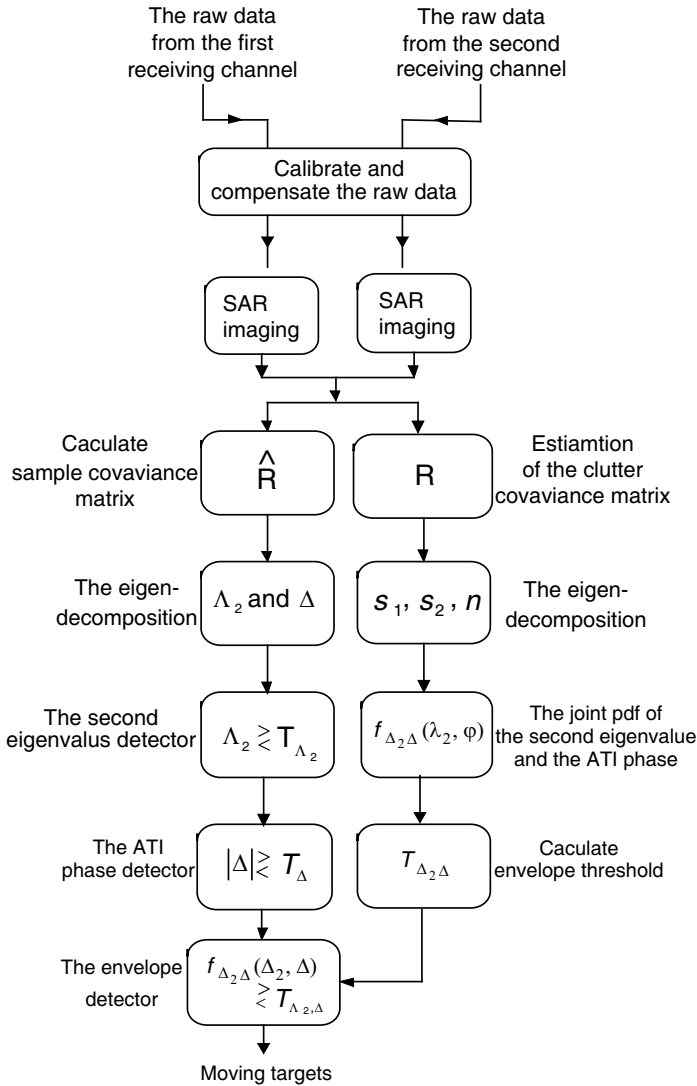 The raw data
from the first
receiving channel
The raw data
from the second
receiving channel
Calibrate and
compensate the raw data
SAR
imaging
SAR
imaging
Caculate
sample covaviance
matrix
R̂
R
Estiamtion
of the clutter
covaviance matrix
The eigen-
decomposition
Λ₂ and Δ
s₁, s₂, n
The eigen-
decomposition
The second
eigenvalus detector
Λ₂ ≷ T_Λ₂
f_Δ₂Δ(λ₂, φ)
The joint pdf of
the second eigenvalue
and the ATI phase
The ATI
phase detector
|Δ| ≷ T_Δ
T_Δ₂Δ
Caculate
envelope threshold
The envelope
detector
f_Δ₂Δ(Δ₂, Δ)
≷ T_Λ₂,Δ
Moving targets